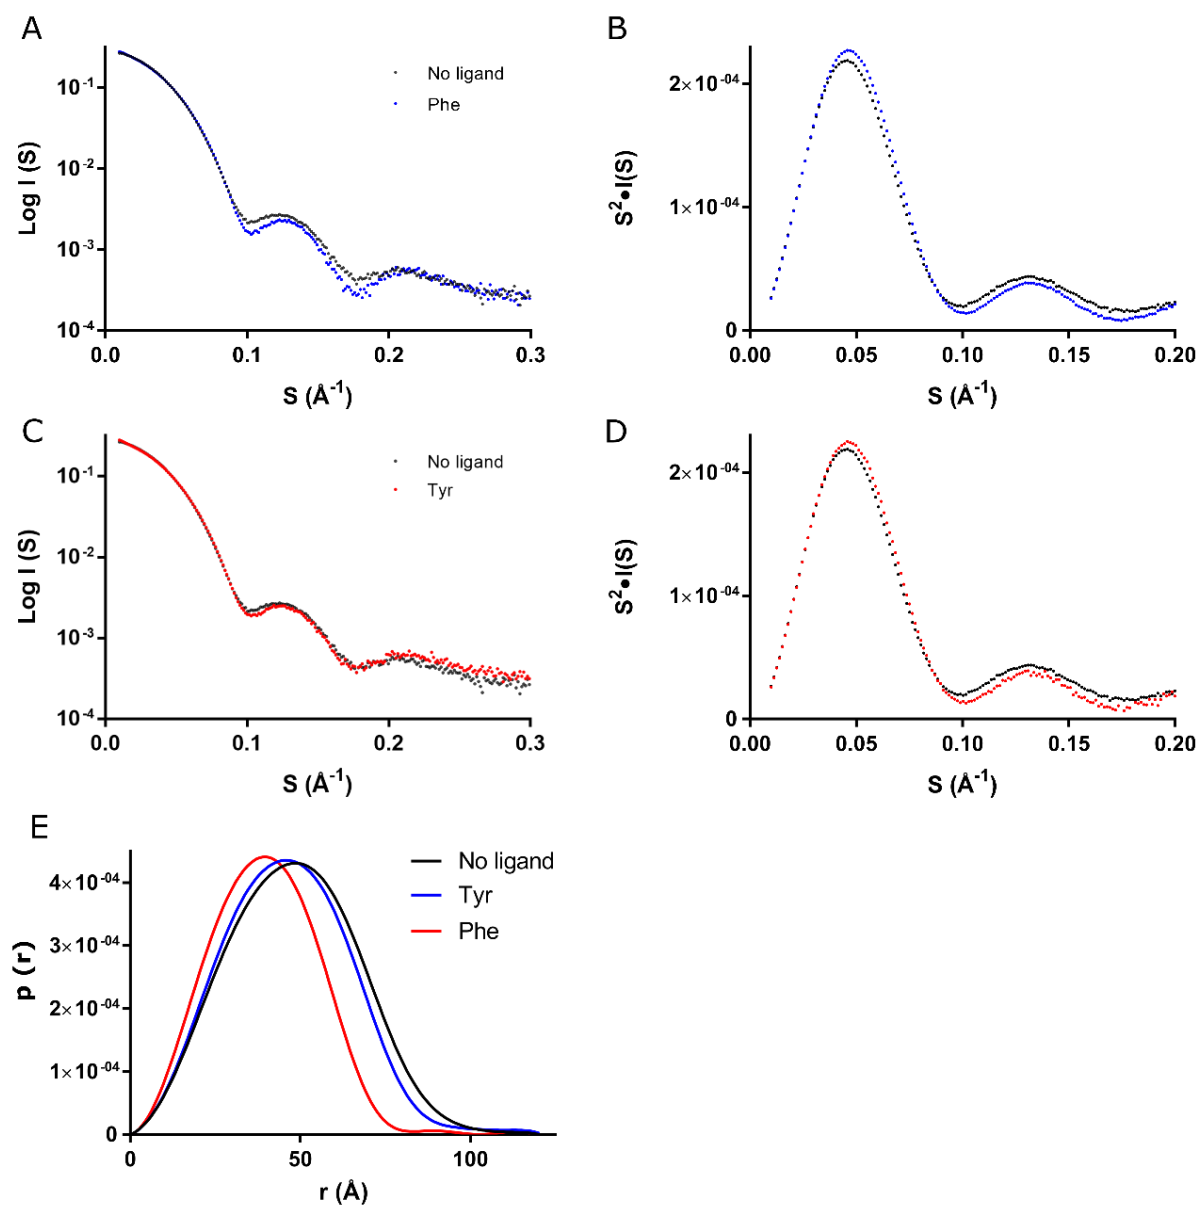 A
Log I (S)
10⁻¹
10⁻²
10⁻³
10⁻⁴
0.0 0.1 0.2 0.3
S (Å⁻¹)
No ligand
Phe
B
S²●I(S)
2×10⁻⁰⁴
1×10⁻⁰⁴
0
0.00 0.05 0.10 0.15 0.20
S (Å⁻¹)
C
Log I (S)
10⁻¹
10⁻²
10⁻³
10⁻⁴
0.0 0.1 0.2 0.3
S (Å⁻¹)
No ligand
Tyr
D
S²●I(S)
2×10⁻⁰⁴
1×10⁻⁰⁴
0
0.00 0.05 0.10 0.15 0.20
S (Å⁻¹)
E
p (r)
4×10⁻⁰⁴
3×10⁻⁰⁴
2×10⁻⁰⁴
1×10⁻⁰⁴
0
0 50 100
r (Å)
No ligand
Tyr
Phe